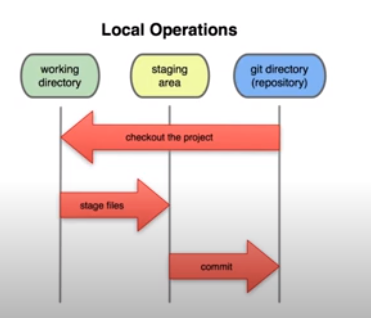 Local Operations
working
directory
staging
area
git directory
(repository)
checkout the project
stage files
commit